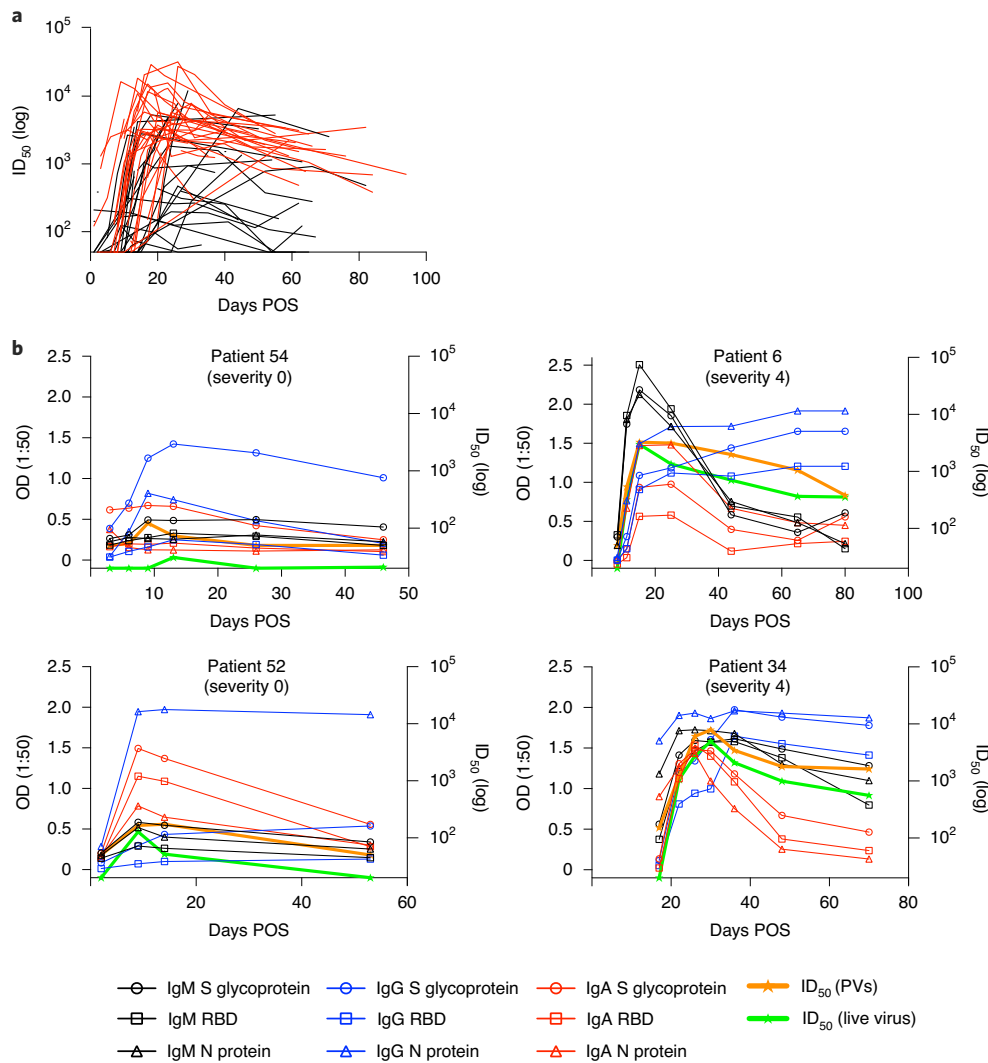 a
10^5
10^4
10^3
10^2
ID50 (log)
0 20 40 60 80 100
Days POS
b
Patient 54
(severity 0)
2.5
2.0
1.5
1.0
0.5
0
OD (1:50)
10^5
10^4
10^3
10^2
ID50 (log)
10 20 30 40 50
Days POS
Patient 6
(severity 4)
2.5
2.0
1.5
1.0
0.5
0
OD (1:50)
10^5
10^4
10^3
10^2
ID50 (log)
0 20 40 60 80 100
Days POS
Patient 52
(severity 0)
2.5
2.0
1.5
1.0
0.5
0
OD (1:50)
10^5
10^4
10^3
10^2
ID50 (log)
20 40 60
Days POS
Patient 34
(severity 4)
2.5
2.0
1.5
1.0
0.5
0
OD (1:50)
10^5
10^4
10^3
10^2
ID50 (log)
20 40 60 80
Days POS
IgM S glycoprotein IgG S glycoprotein IgA S glycoprotein ID50 (PVs)
IgM RBD IgG RBD IgA RBD ID50 (live virus)
IgM N protein IgG N protein IgA N protein